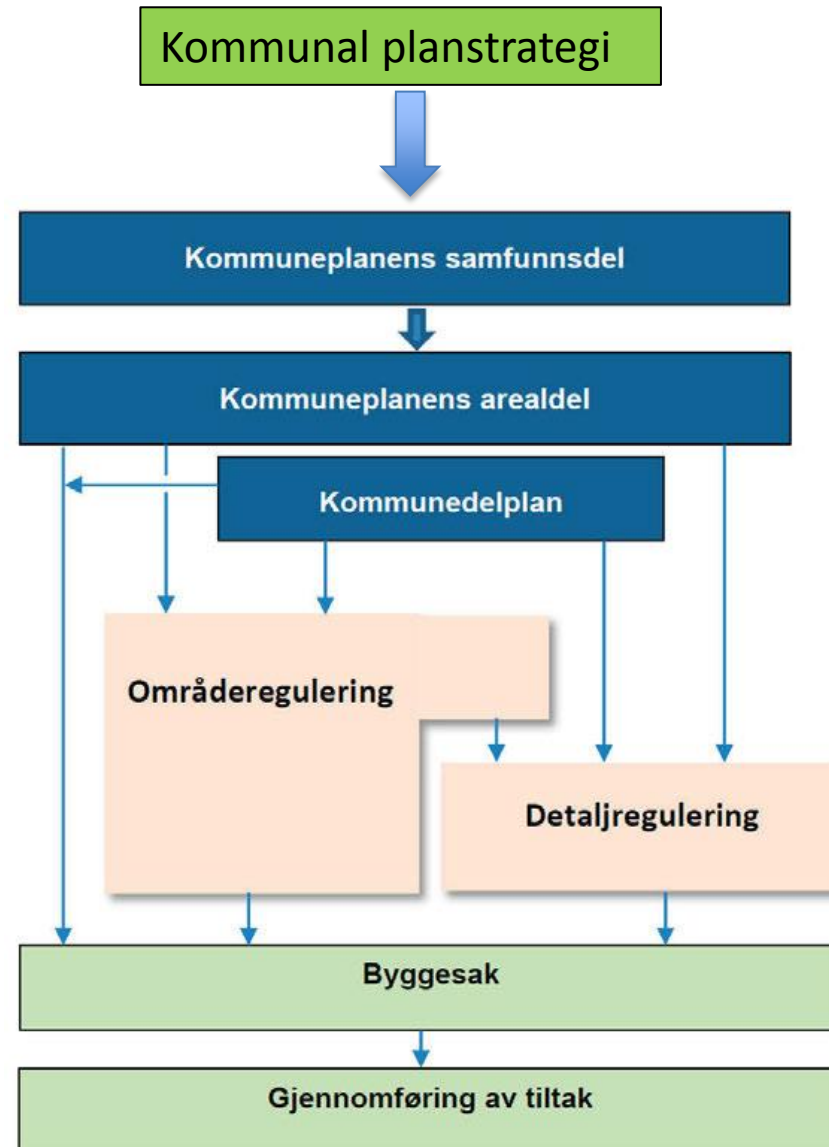 Kommunal planstrategi
Kommuneplanens samfunnsdel
Kommuneplanens arealdel
Kommunedelplan
Områderegulering
Detaljregulering
Byggesak
Gjennomføring av tiltak